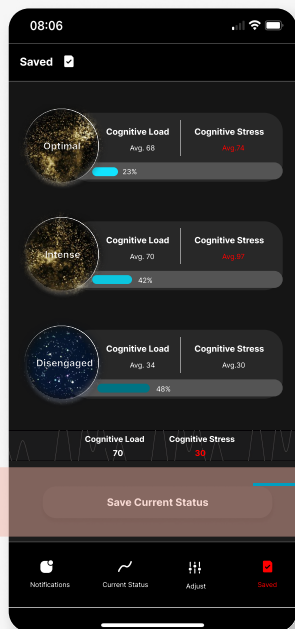 08:06
Saved
Cognitive Load Cognitive Stress
Optimal
Avg. 68 Avg.74
23%
Cognitive Load Cognitive Stress
Intense
Avg. 70 Avg.97
42%
Cognitive Load Cognitive Stress
Disengaged
Avg. 34 Avg.30
48%
Cognitive Load Cognitive Stress
70 30
Save Current Status
Notifications Current Status Adjust Saved